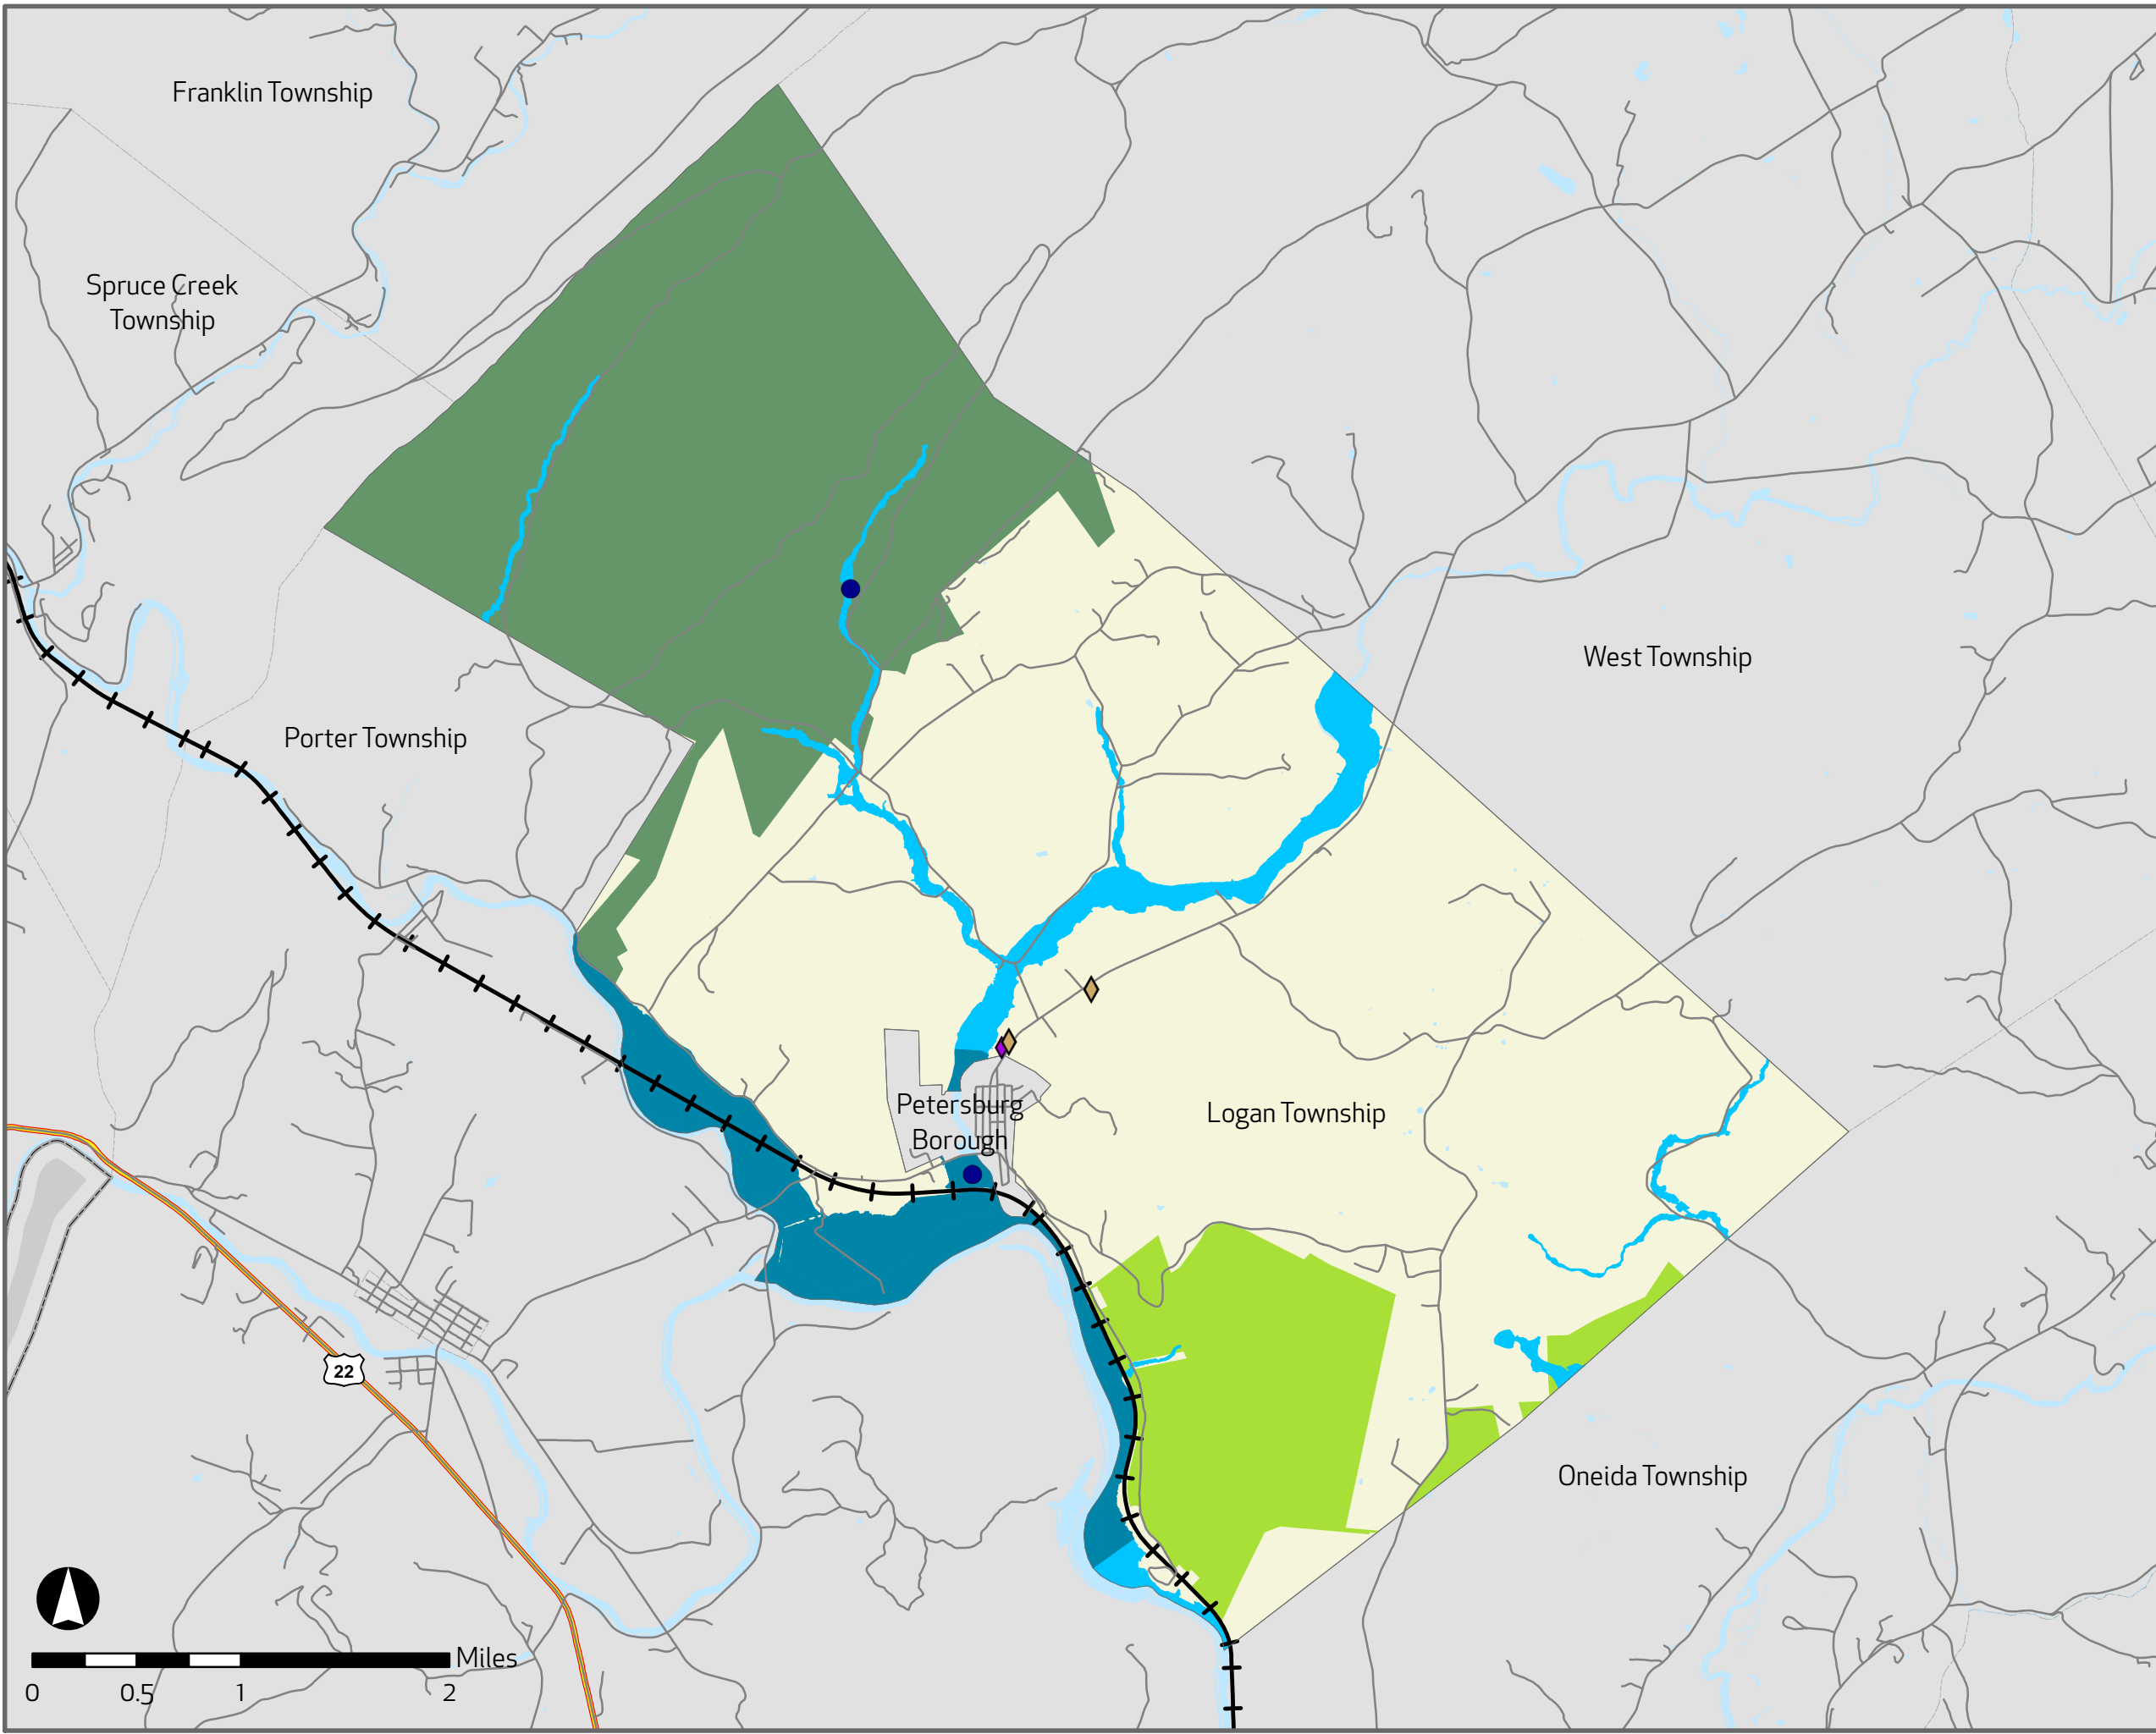 Franklin Township
Spruce Creek
Township
West Township
Porter Township
Petersburg
Borough
Logan Township
22
Oneida Township
Miles
0 0.5 1 2